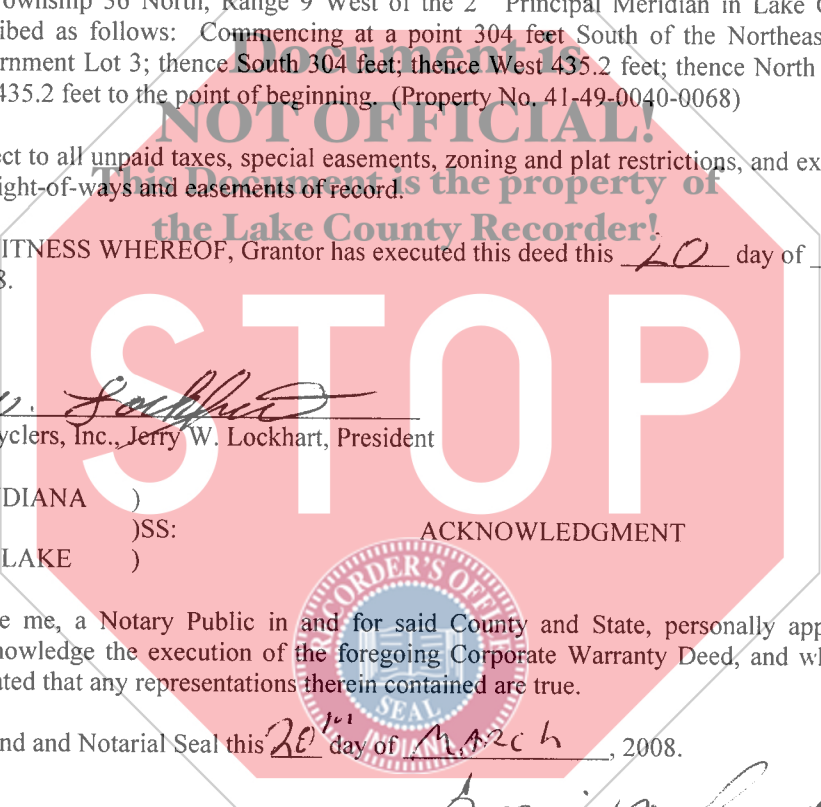 ownship 36 North, Range 9 West of the 2 Principal Meridian in Lake
ibed as follows: Commencing at a point 304 feet South of the Northeas
Document is
ernment Lot 3; thence South 304 feet; thence West 435.2 feet; thence North
435.2 feet to the point of beginning. (Property No. 41-49-0040-0068)
NOT OFFICIAL!
ect to all unpaid taxes, special easements, zoning and plat restrictions, and ex
This Document is the property of
ight-of-ways and easements of record.
the Lake County Recorder!
ITNESS WHEREOF, Grantor has executed this deed this 20 day of
8.
STOP
W. Lockhart
yclers, Inc., Jerry W. Lockhart, President
NDIANA )
)SS: ACKNOWLEDGMENT
LAKE )
RECORDER'S OFFICE
e me, a Notary Public in and for said County and State, personally app
nowledge the execution of the foregoing Corporate Warranty Deed, and wh
ated that any representations therein contained are true.
SEAL
INDIANA
nd and Notarial Seal this 20th day of March, 2008.